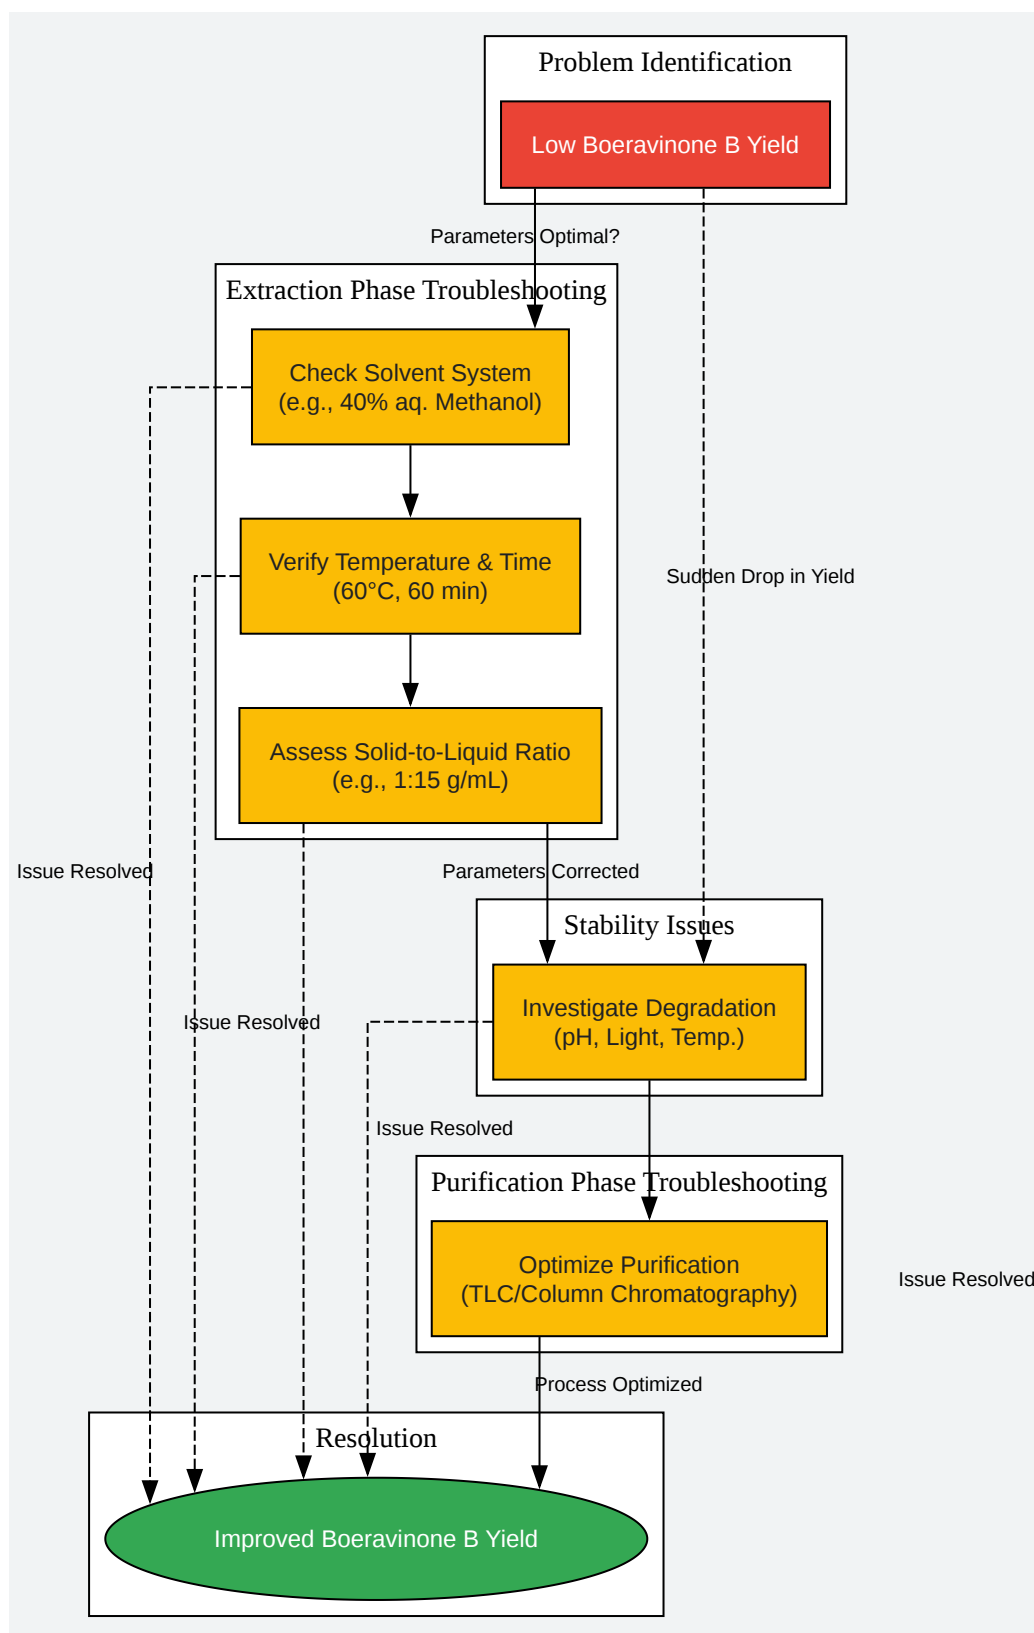 Problem Identification
Low Boeravinone B Yield
Parameters Optimal?
Extraction Phase Troubleshooting
Check Solvent System
(e.g., 40% aq. Methanol)
Verify Temperature & Time
(60°C, 60 min)
Sudden Drop in Yield
Assess Solid-to-Liquid Ratio
(e.g., 1:15 g/mL)
Issue Resolved
Parameters Corrected
Stability Issues
Investigate Degradation
(pH, Light, Temp.)
Issue Resolved
Issue Resolved
Purification Phase Troubleshooting
Optimize Purification
(TLC/Column Chromatography)
Issue Resolved
Process Optimized
Resolution
Improved Boeravinone B Yield